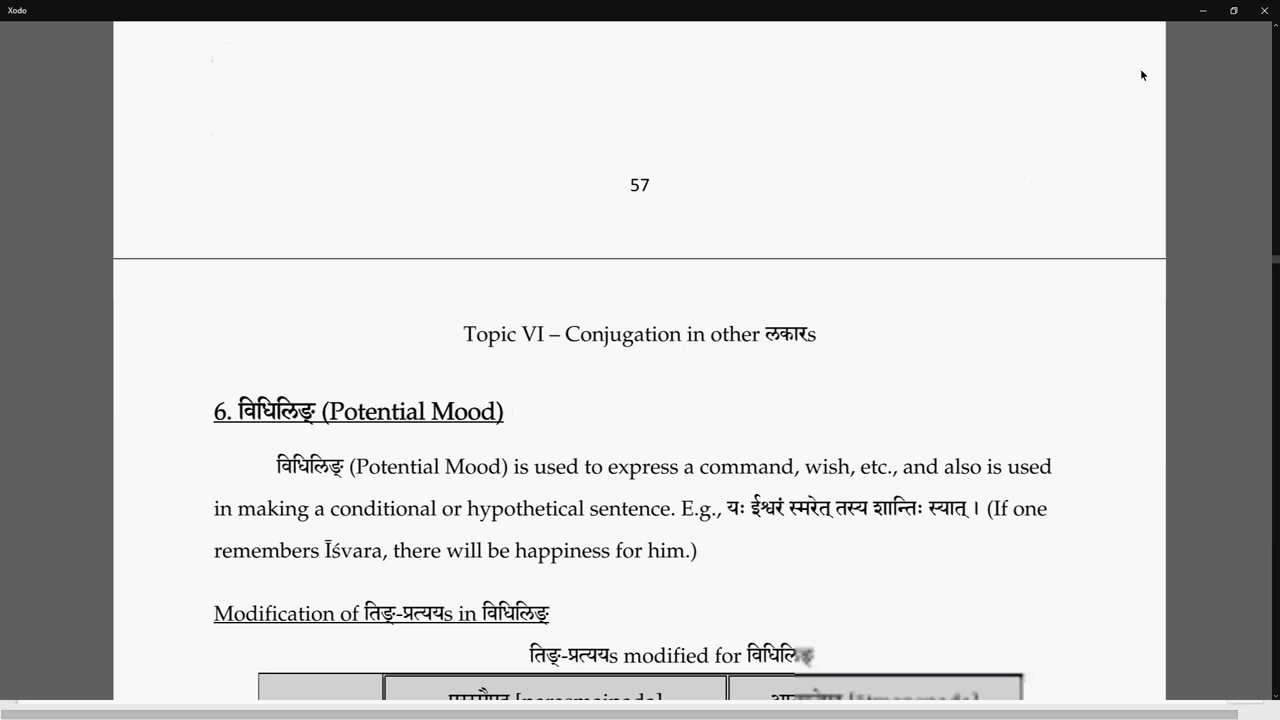 Xodo
57
Topic VI – Conjugation in other लकारs
6. विधिलिङ् (Potential Mood)
विधिलिङ् (Potential Mood) is used to express a command, wish, etc., and also is used
in making a conditional or hypothetical sentence. E.g., यः ईश्वरं स्मरेत् तस्य शान्तिः स्यात् । (If one
remembers Īśvara, there will be happiness for him.)
Modification of तिङ्-प्रत्ययs in विधिलिङ्
तिङ्-प्रत्ययs modified for विधिलिङ्